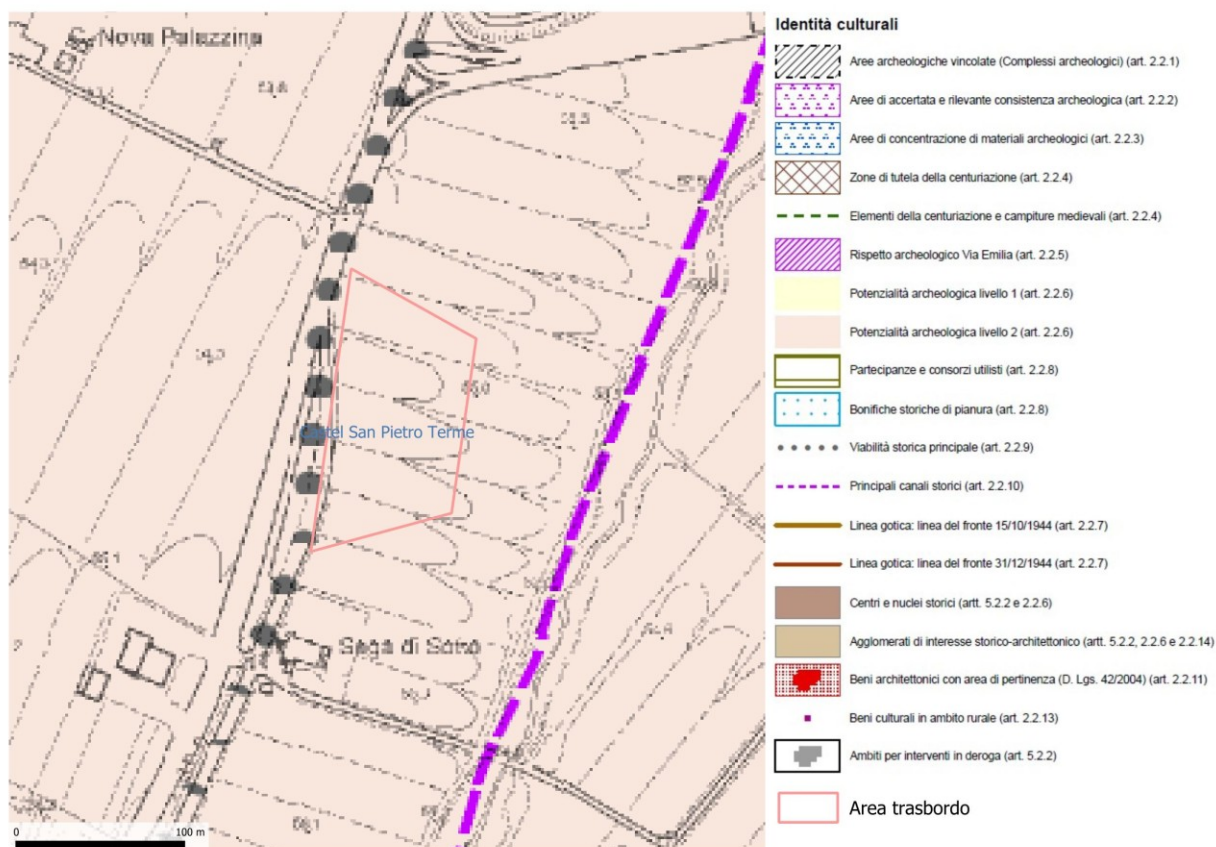 Nova Palazzina
Castel San Pietro Terme
Sega di Sotto
0 100 m
Identità culturali
Aree archeologiche vincolate (Complessi archeologici) (art. 2.2.1)
Aree di accertata e rilevante consistenza archeologica (art. 2.2.2)
Aree di concentrazione di materiali archeologici (art. 2.2.3)
Zone di tutela della centuriazione (art. 2.2.4)
Elementi della centuriazione e campiture medievali (art. 2.2.4)
Rispetto archeologico Via Emilia (art. 2.2.5)
Potenzialità archeologica livello 1 (art. 2.2.6)
Potenzialità archeologica livello 2 (art. 2.2.6)
Partecipanze e consorzi utilisti (art. 2.2.8)
Bonifiche storiche di pianura (art. 2.2.8)
Viabilità storica principale (art. 2.2.9)
Principali canali storici (art. 2.2.10)
Linea gotica: linea del fronte 15/10/1944 (art. 2.2.7)
Linea gotica: linea del fronte 31/12/1944 (art. 2.2.7)
Centri e nuclei storici (artt. 5.2.2 e 2.2.6)
Agglomerati di interesse storico-architettonico (artt. 5.2.2, 2.2.6 e 2.2.14)
Beni architettonici con area di pertinenza (D. Lgs. 42/2004) (art. 2.2.11)
Beni culturali in ambito rurale (art. 2.2.13)
Ambiti per interventi in deroga (art. 5.2.2)
Area trasbordo